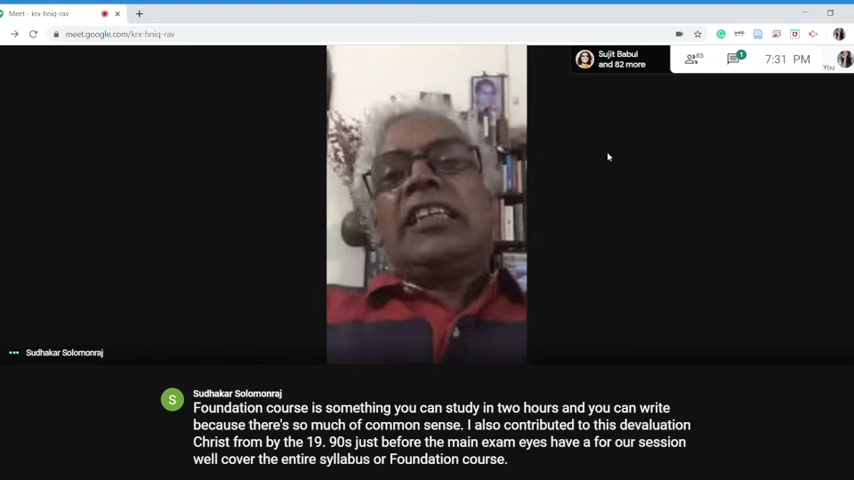 Meet - krx-hniq-rav
meet.google.com/krx-hniq-rav
Sujit Babul
and 82 more
85
1
7:31 PM
You
Sudhakar Solomonraj
S
Sudhakar Solomonraj
Foundation course is something you can study in two hours and you can write
because there's so much of common sense. I also contributed to this devaluation
Christ from by the 19. 90s just before the main exam eyes have a for our session
well cover the entire syllabus or Foundation course.